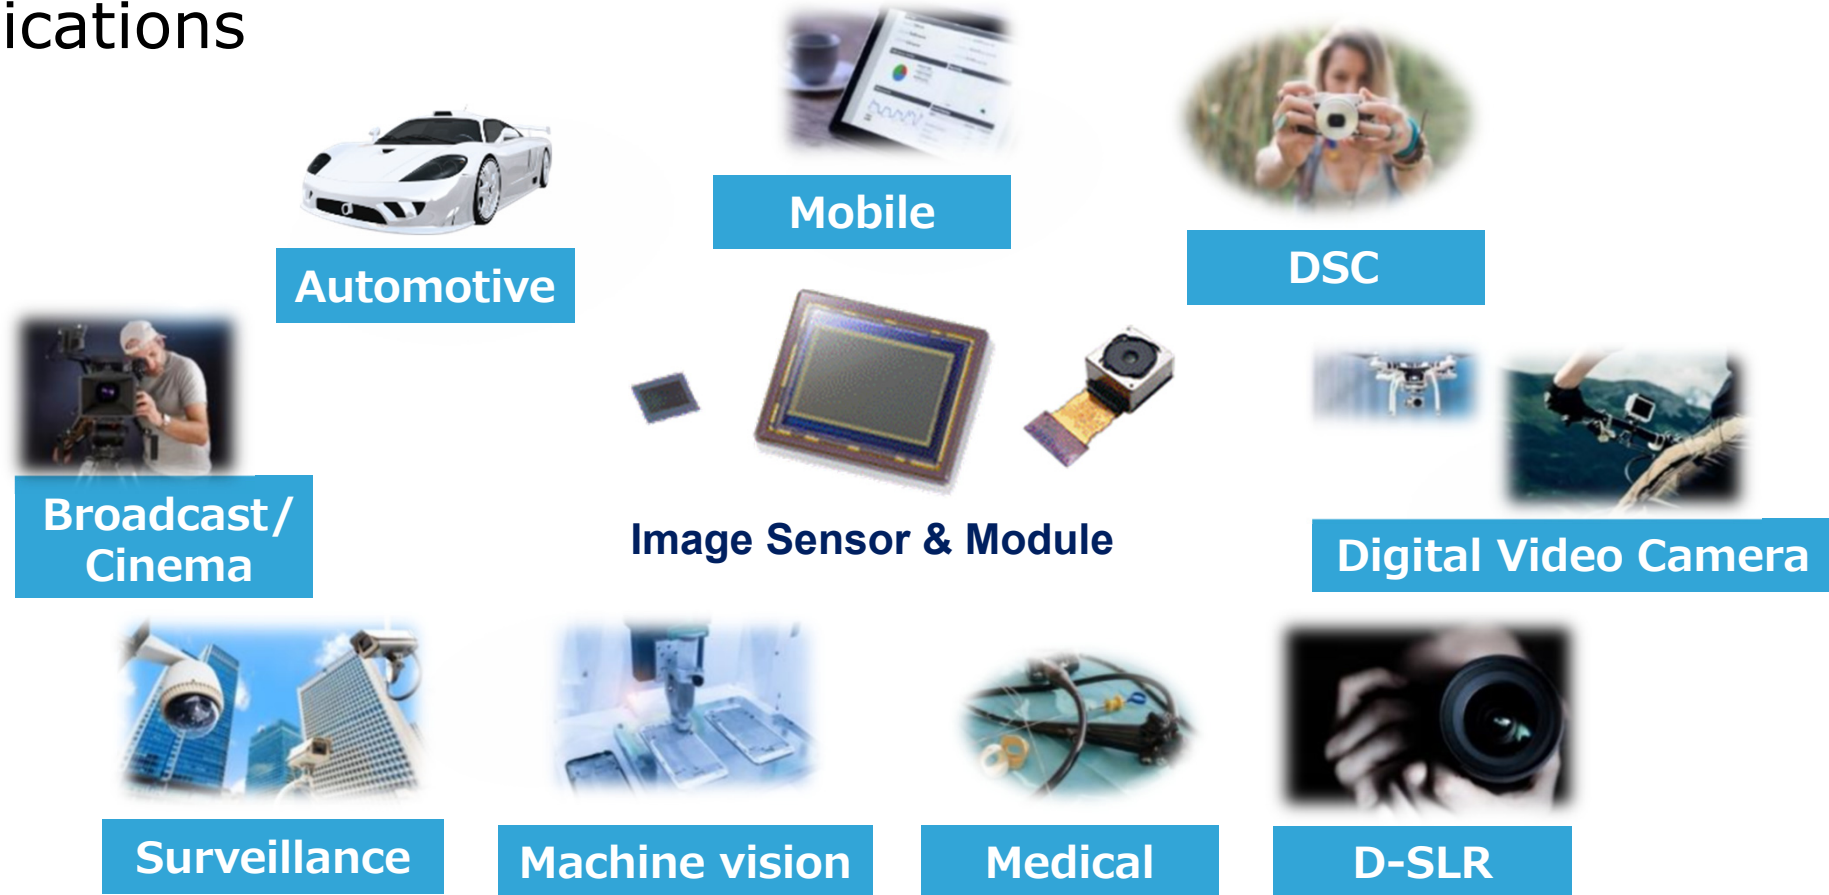 ications
Mobile
DSC
Automotive
Broadcast/
Cinema
Image Sensor & Module
Digital Video Camera
Surveillance
Machine vision
Medical
D-SLR